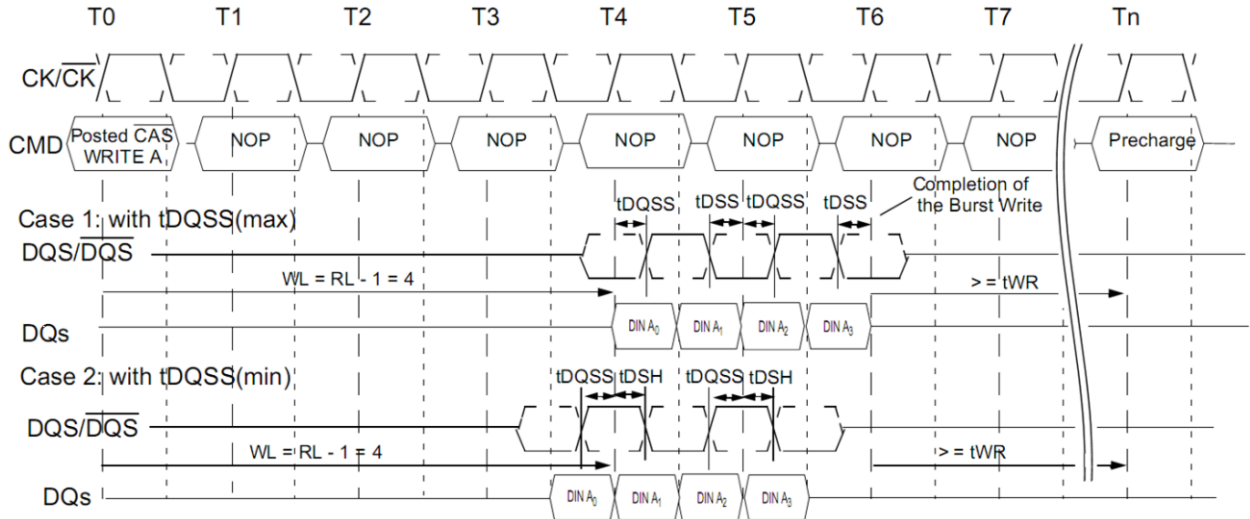 T0 T1 T2 T3 T4 T5 T6 T7 Tn
CK/CK
CMD Posted CAS WRITE A NOP NOP NOP NOP NOP NOP NOP Precharge
Completion of
the Burst Write
tDQSS tDSS tDQSS tDSS
Case 1: with tDQSS(max)
DQS/DQS
WL = RL - 1 = 4 > = tWR
DQs DIN A0 DIN A1 DIN A2 DIN A3
Case 2: with tDQSS(min) tDQSS tDSH tDQSS tDSH
DQS/DQS
WL = RL - 1 = 4 > = tWR
DQs DIN A0 DIN A1 DIN A2 DIN A3